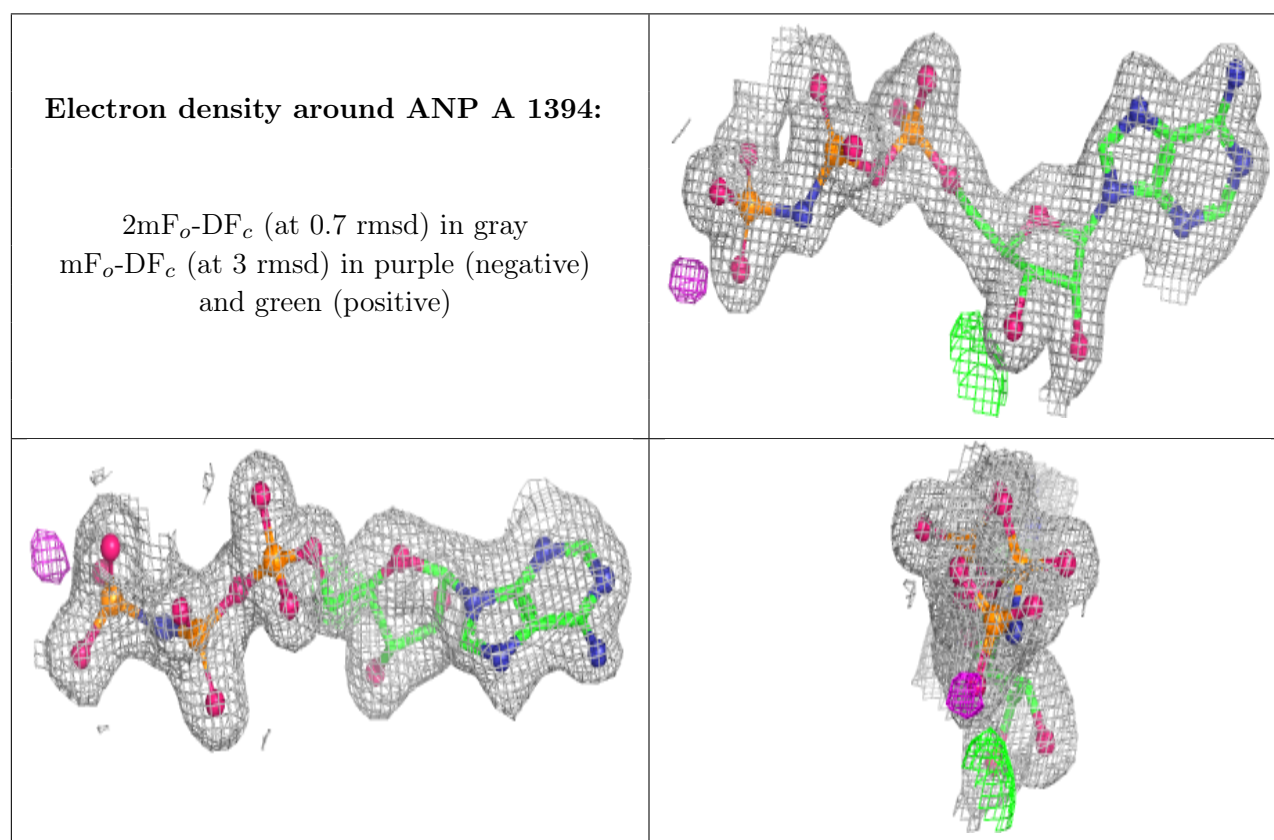 Electron density around ANP A 1394:
2mFo-DFc (at 0.7 rmsd) in gray
mFo-DFc (at 3 rmsd) in purple (negative)
and green (positive)